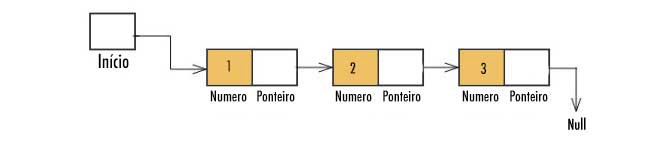 Início
1
2
3
Numero Ponteiro
Numero Ponteiro
Numero Ponteiro
Null